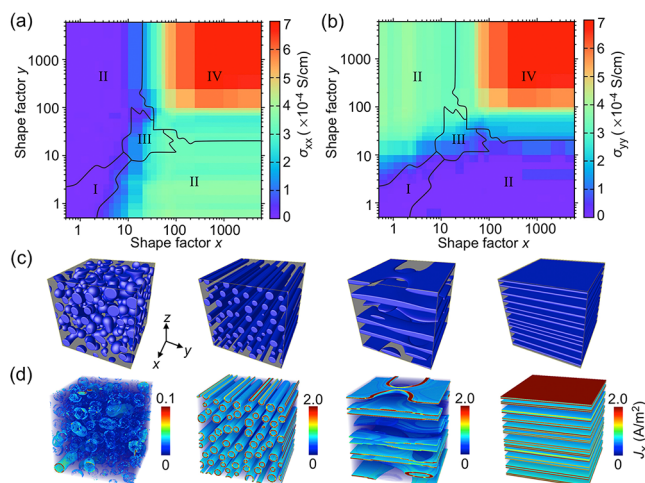 (a)
(b)
Shape factor y
1000
100
10
1
II
IV
III
I
II
1
10
100
1000
Shape factor x
7
6
5
4
3
2
1
0
σxx (×10⁻⁴ S/cm)
Shape factor y
1000
100
10
1
II
IV
III
I
II
1
10
100
1000
Shape factor x
7
6
5
4
3
2
1
0
σyy (×10⁻⁴ S/cm)
(c)
z
y
x
(d)
0.1
0
2.0
0
2.0
0
2.0
0
Jx (A/m²)